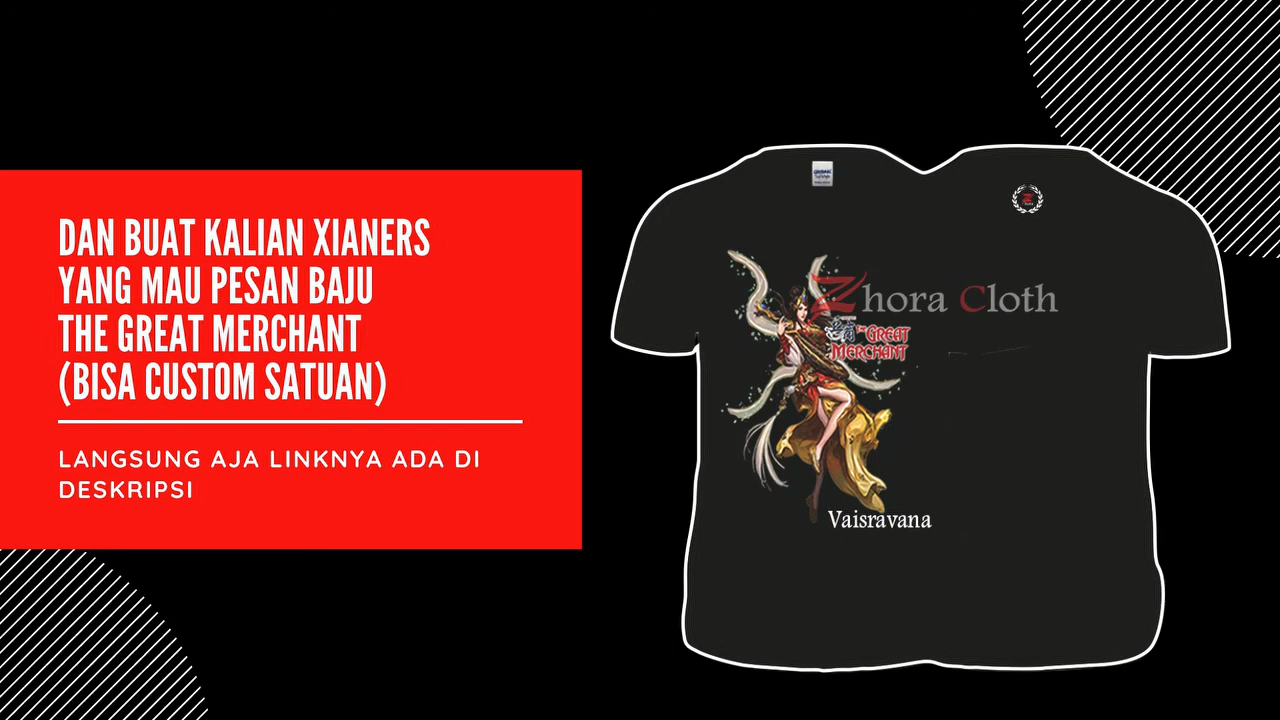 DAN BUAT KALIAN XIANERS
YANG MAU PESAN BAJU
THE GREAT MERCHANT
(BISA CUSTOM SATUAN)
LANGSUNG AJA LINKNYA ADA DI
DESKRIPSI
Zhora Cloth
THE GREAT
MERCHANT
Vaisravana